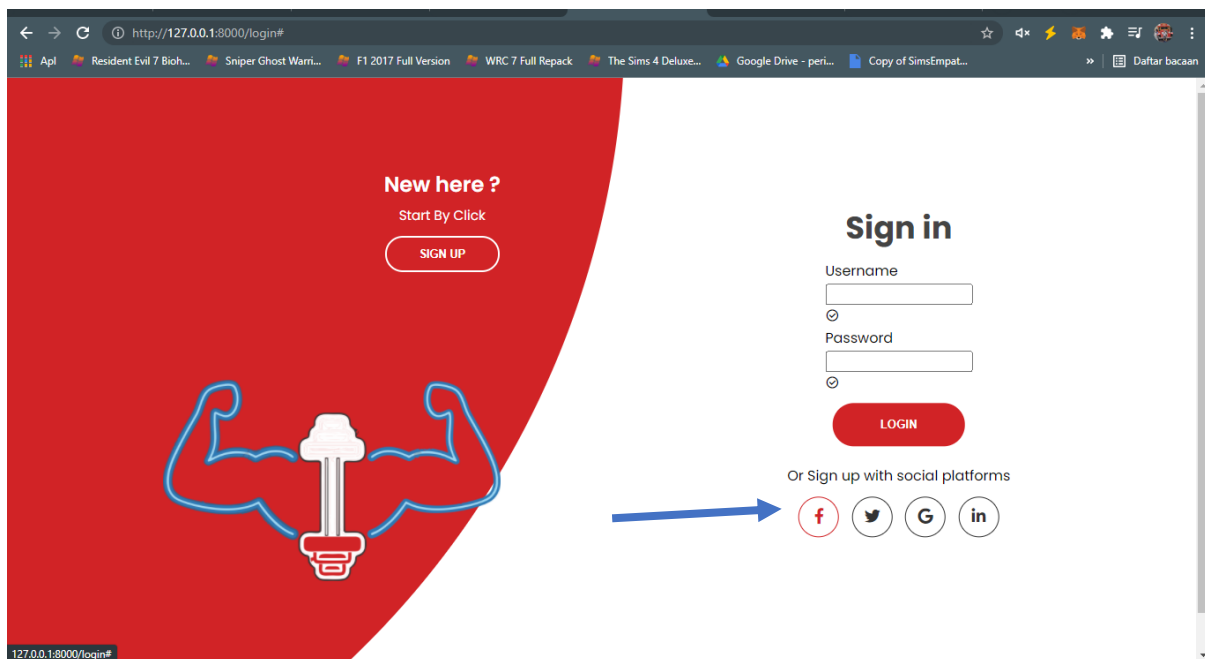 http://127.0.0.1:8000/login#
Apl Resident Evil 7 Bioh... Sniper Ghost Warri... F1 2017 Full Version WRC 7 Full Repack The Sims 4 Deluxe... Google Drive - peri... Copy of SimsEmpat... » Daftar bacaan
New here ?
Start By Click
SIGN UP
Sign in
Username
Password
LOGIN
Or Sign up with social platforms
f G in
127.0.0.1:8000/login#